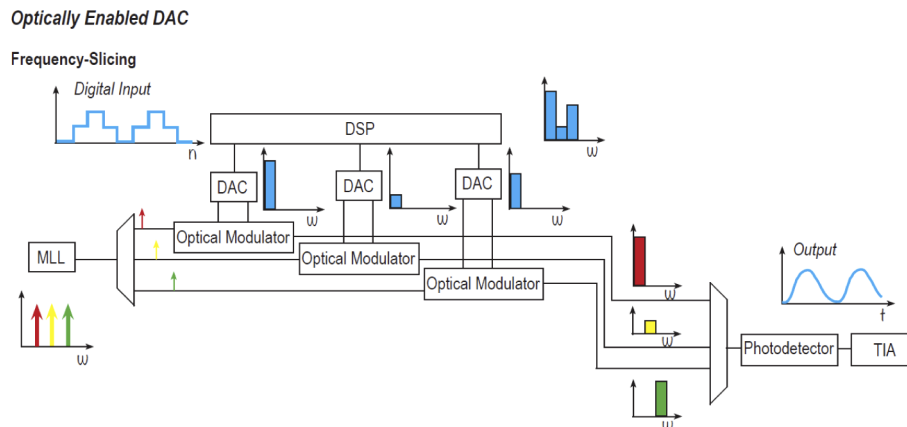 Optically Enabled DAC
Frequency-Slicing
Digital Input
n
DSP
ω
DAC
ω
DAC
ω
DAC
ω
MLL
Optical Modulator
Optical Modulator
Optical Modulator
ω
ω
ω
ω
Output
t
Photodetector
TIA